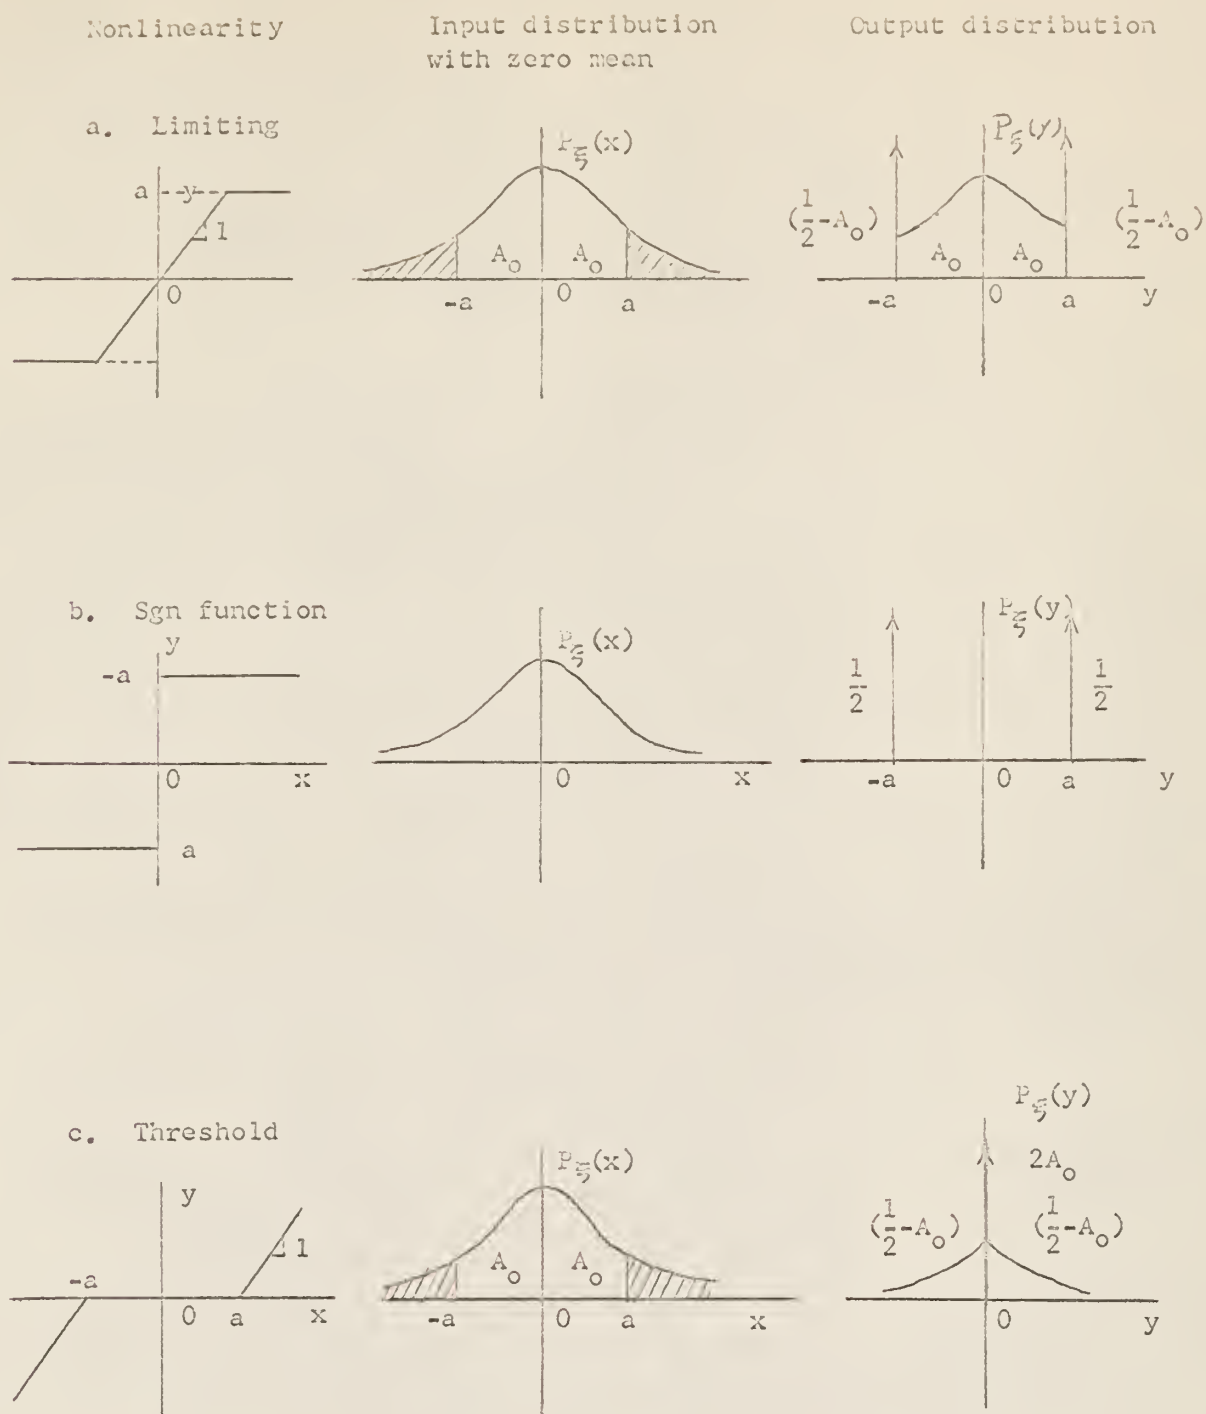 Nonlinearity
Input distribution
with zero mean
Output distribution
a. Limiting
a
y
1
0
P_ξ(x)
A_o
A_o
-a
0
a
P_ξ(y)
(1/2-A_o)
(1/2-A_o)
A_o
A_o
-a
0
a
y
b. Sgn function
y
-a
0
x
a
P_ξ(x)
0
x
P_ξ(y)
1/2
1/2
-a
0
a
y
c. Threshold
y
1
-a
0
a
x
P_ξ(x)
A_o
A_o
-a
0
a
x
P_ξ(y)
2A_o
(1/2-A_o)
(1/2-A_o)
0
y